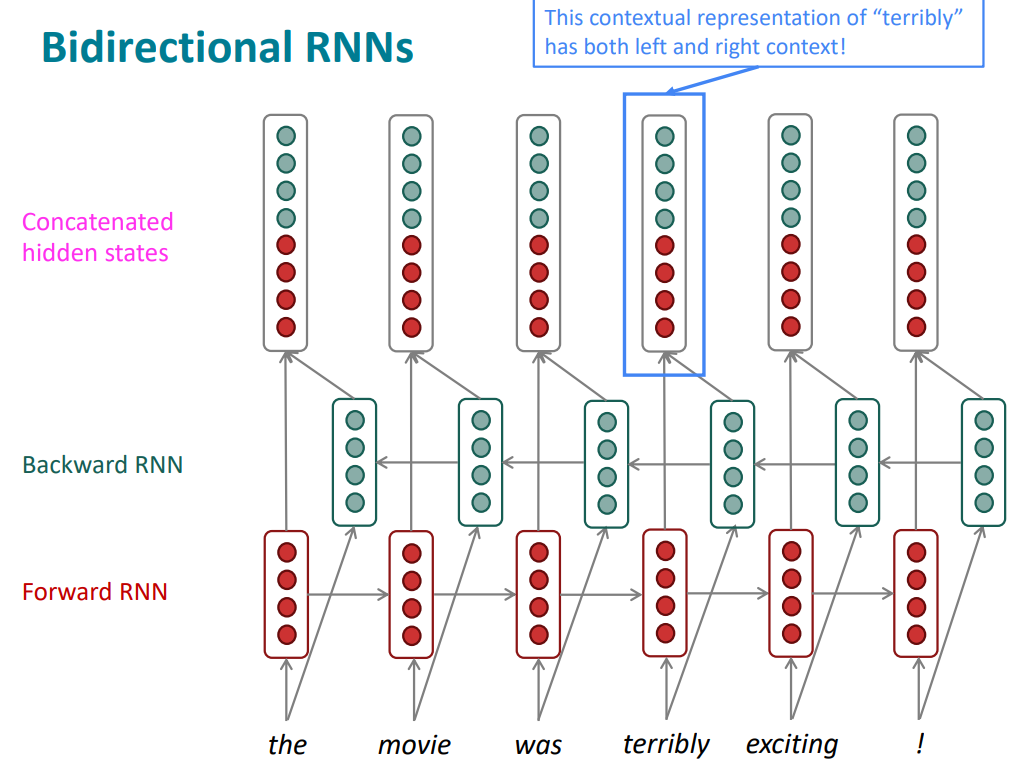 Bidirectional RNNs
This contextual representation of “terribly”
has both left and right context!
Concatenated
hidden states
Backward RNN
Forward RNN
the movie was terribly exciting !